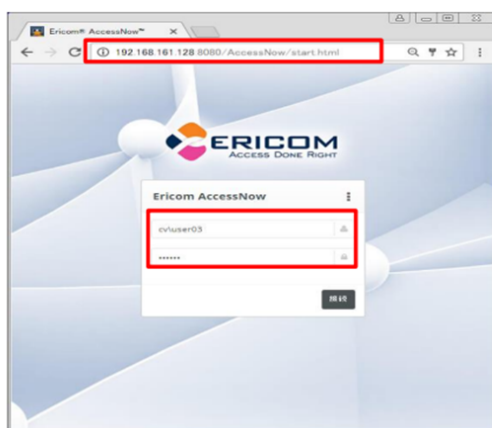 Ericom® AccessNow™
192.168.161.128:8080/AccessNow/start.html
ERICOM
ACCESS DONE RIGHT
Ericom AccessNow
cv\user03
••••••
接続